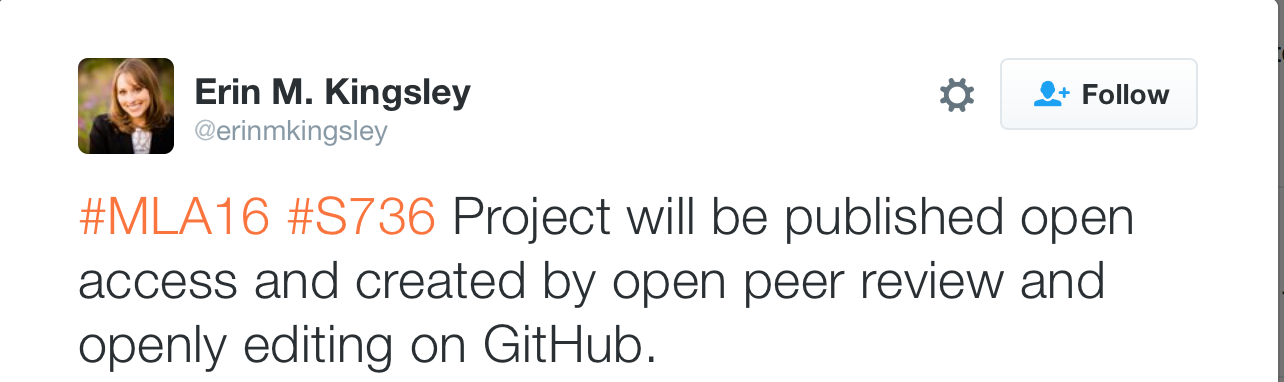 Erin M. Kingsley
@erinmkingsley
Follow
#MLA16 #S736 Project will be published open
access and created by open peer review and
openly editing on GitHub.